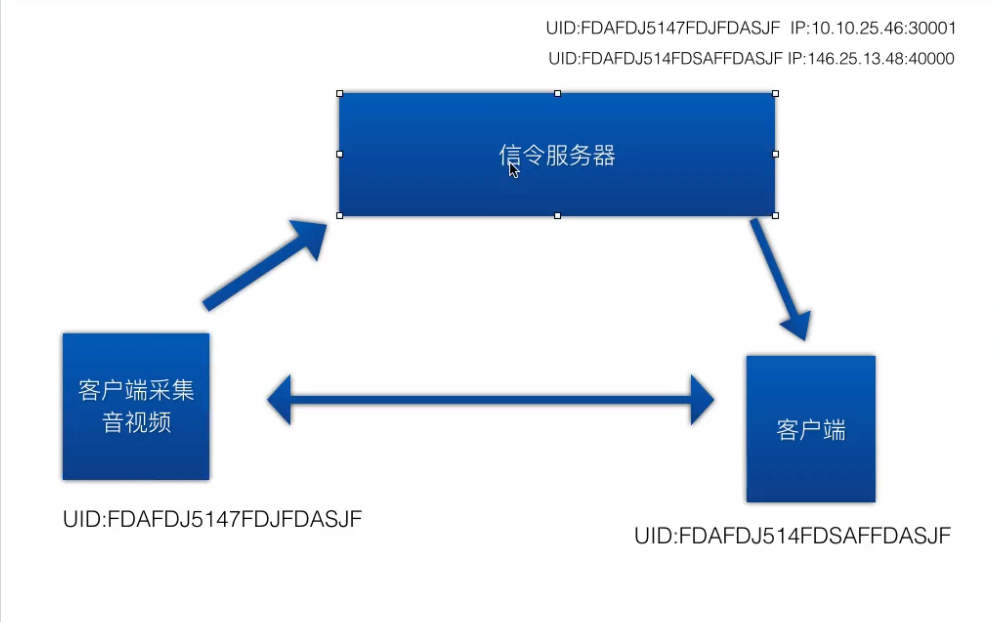 UID:FDAFDJ5147FDJFDASJF IP:10.10.25.46:30001
UID:FDAFDJ514FDSAFFDASJF IP:146.25.13.48:40000
信令服务器
客户端采集
音视频
客户端
UID:FDAFDJ5147FDJFDASJF
UID:FDAFDJ514FDSAFFDASJF